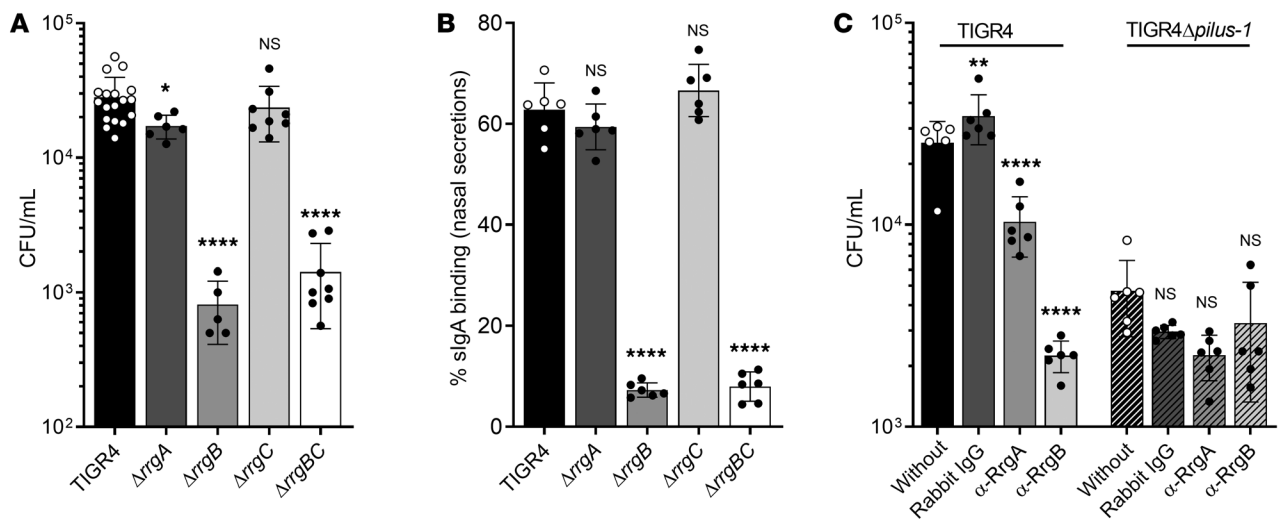 A
CFU/mL
10⁵
10⁴
10³
10²
*
****
NS
****
TIGR4
ΔrrgA
ΔrrgB
ΔrrgC
ΔrrgBC
B
% sIgA binding (nasal secretions)
80
60
40
20
0
NS
****
NS
****
TIGR4
ΔrrgA
ΔrrgB
ΔrrgC
ΔrrgBC
C
TIGR4
TIGR4Δpilus-1
CFU/mL
10⁵
10⁴
10³
**
****
****
NS
NS
NS
Without
Rabbit IgG
α-RrgA
α-RrgB
Without
Rabbit IgG
α-RrgA
α-RrgB